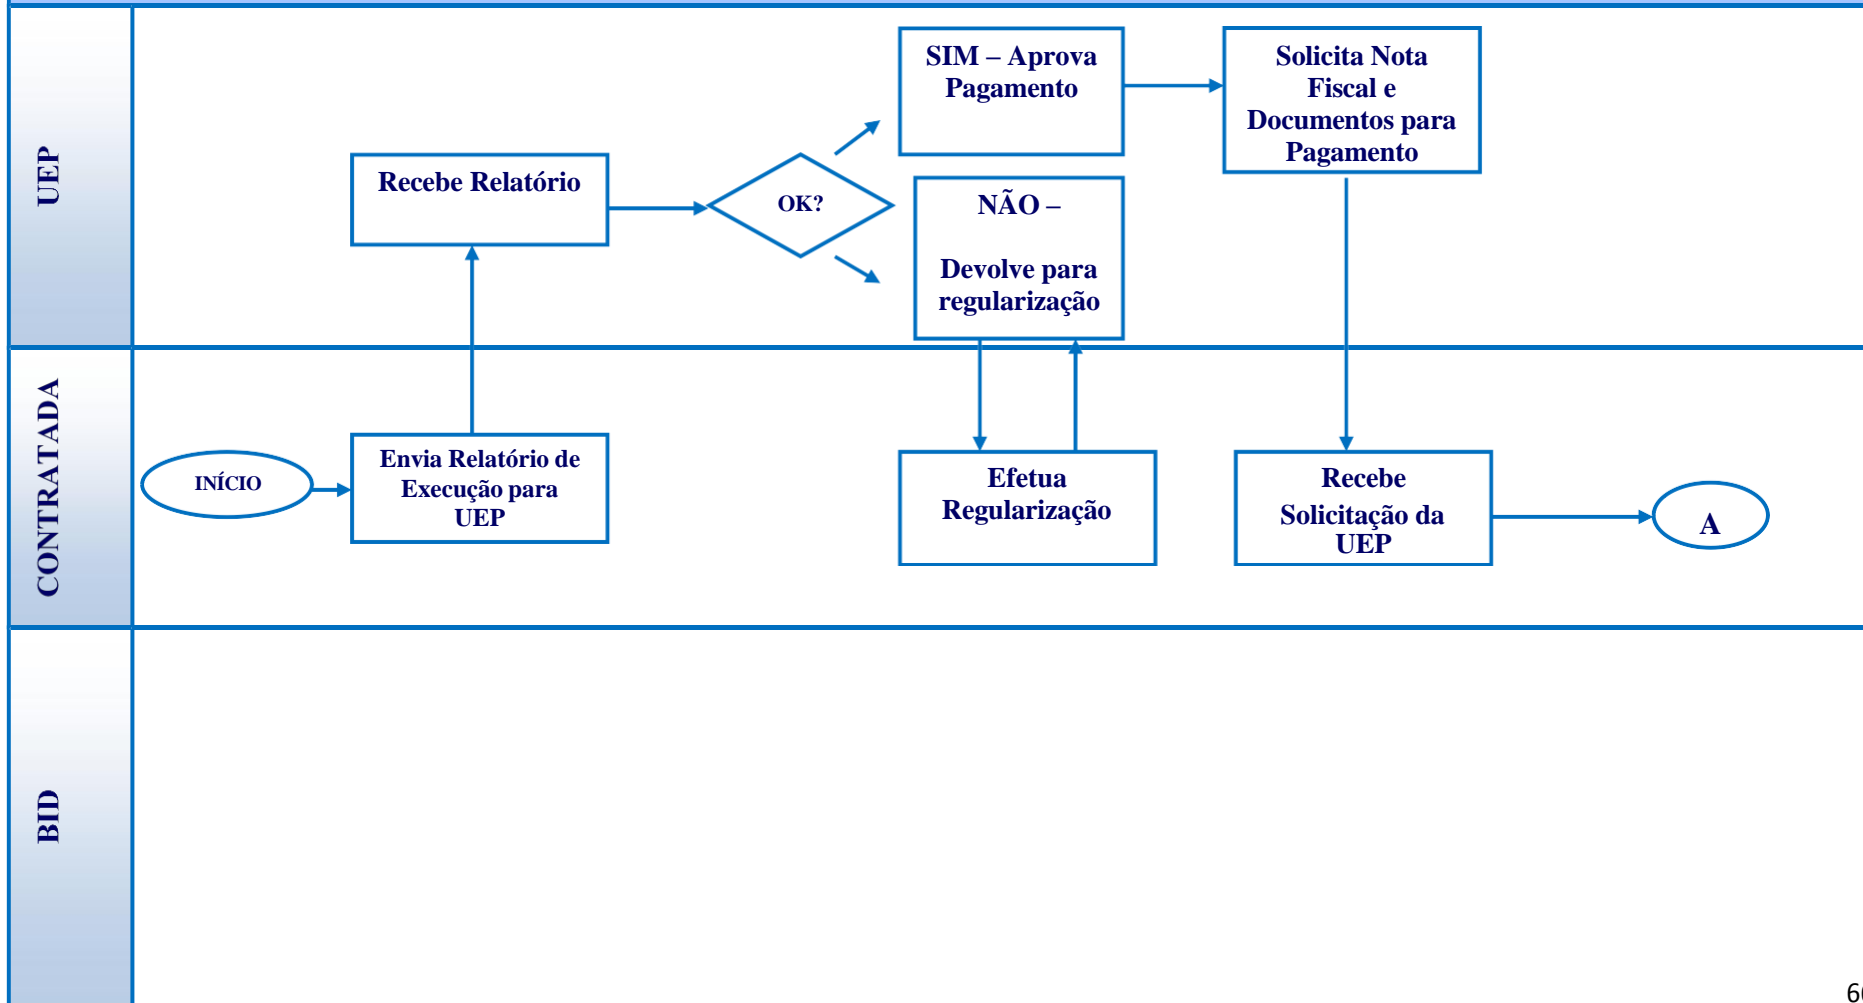 UEP
SIM – Aprova
Pagamento
Solicita Nota
Fiscal e
Documentos para
Pagamento
Recebe Relatório
OK?
NÃO –
Devolve para
regularização
CONTRATADA
INÍCIO
Envia Relatório de
Execução para
UEP
Efetua
Regularização
Recebe
Solicitação da
UEP
A
BID